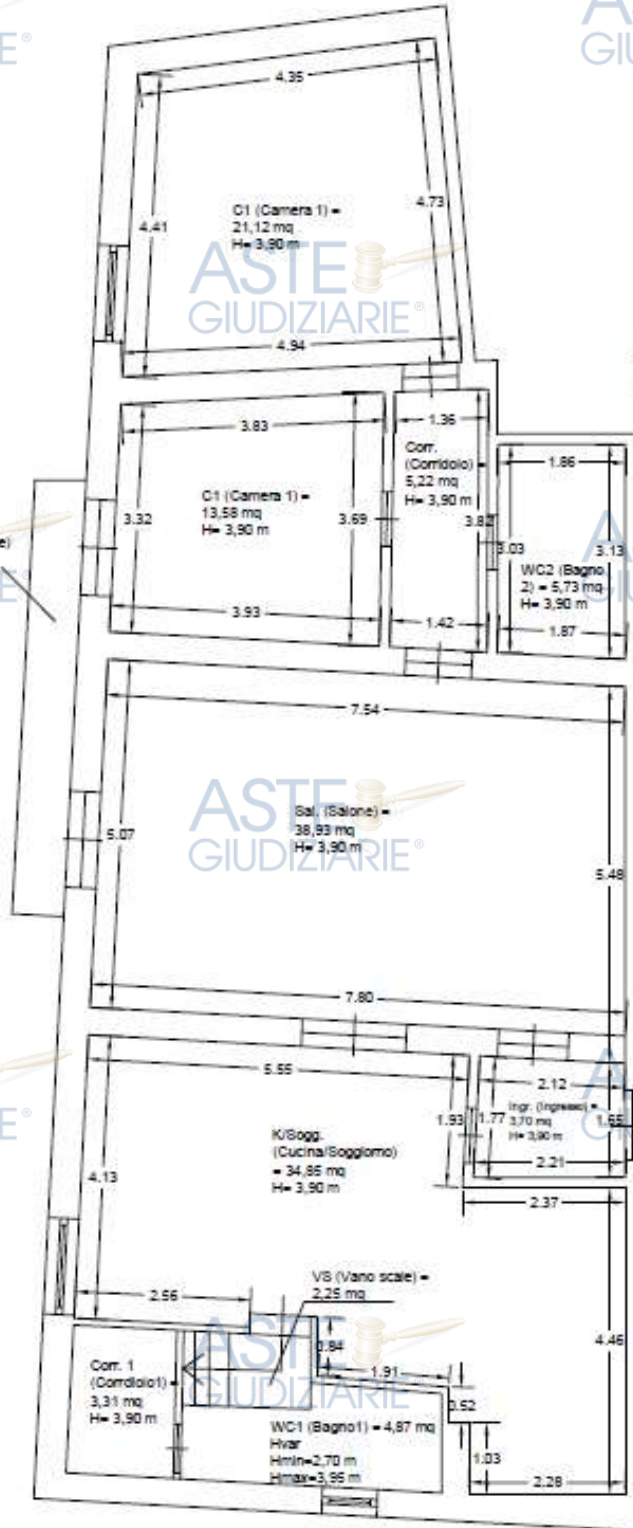 4.35
C1 (Camera 1) =
21,12 mq
H= 3,90 m
4.41
4.73
ASTE
GIUDIZIARIE®
4.94
3.83
1.36
Corr.
(Corridoio) =
5,22 mq
H= 3,90 m
1.86
C1 (Camera 1) =
13,58 mq
H= 3,90 m
3.32
3.69
3.82
3.03
3.13
WC2 (Bagno
2) = 5,73 mq
H= 3,90 m
3.93
1.42
1.87
7.54
ASTE
GIUDIZIARIE®
Sal. (Salone) =
38,93 mq
H= 3,90 m
5.07
5.48
7.80
5.55
2.12
Ingr. (Ingresso) =
3,70 mq
H= 3,90 m
1.93
1.77
1.65
K/Sogg.
(Cucina/Soggiorno)
= 34,85 mq
H= 3,90 m
4.13
2.21
2.37
VS (Vano scale) =
2,25 mq
2.56
4.46
0.84
ASTE
GIUDIZIARIE®
Corr. 1
(Corrdioio1) =
3,31 mq
H= 3,90 m
1.91
0.52
WC1 (Bagno1) = 4,87 mq
Hvar
Hmin=2,70 m
Hmax=3,95 m
1.03
2.28